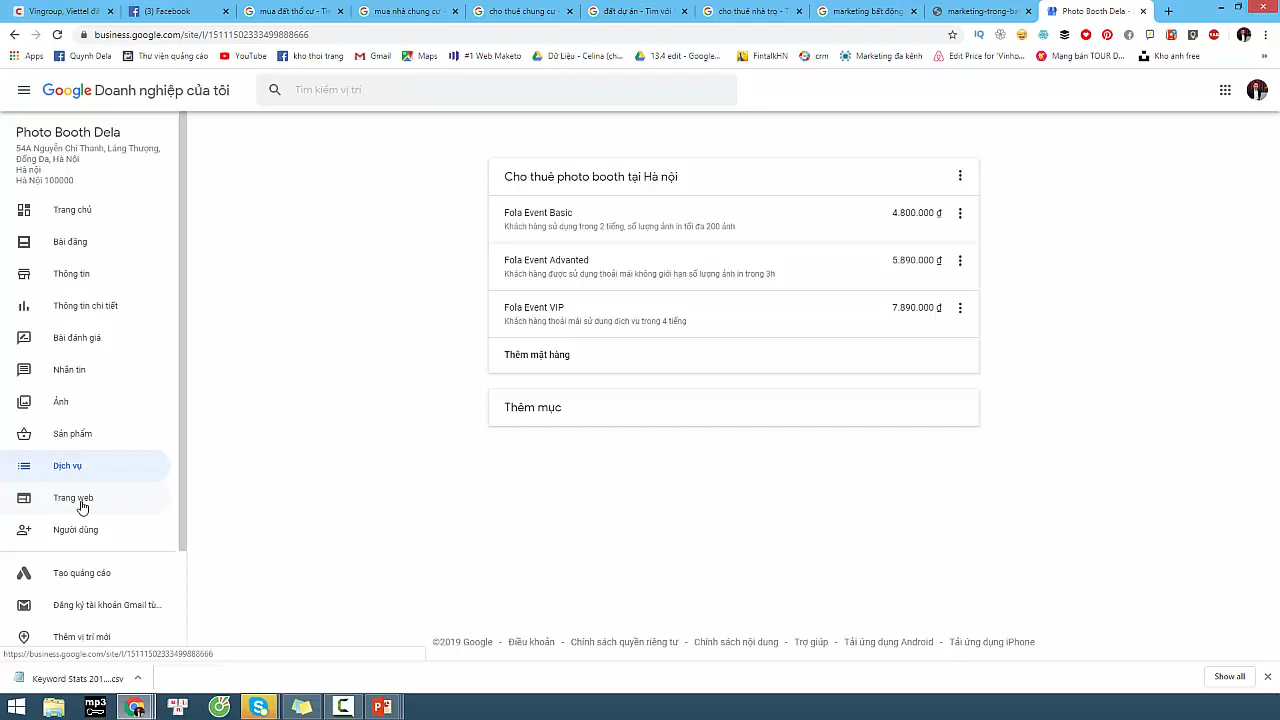 Vingroup, Viettel đầ
(3) Facebook
mua đất thổ cư - Tìm
mua nhà chung cư -
cho thuê chung cư -
đất dự án - Tìm với
cho thuê nhà trọ - T
marketing bất động
marketing-trong-ba
Photo Booth Dela -
business.google.com/site/l/15111502333499888666
Apps
Quỳnh Dela
Thư viện quảng cáo
YouTube
kho thoi tran
Gmail
Maps
#1 Web Maketo
Dữ Liệu - Celina (ch...
13.4 edit - Google...
FintalkHN
crm
Marketing đa kênh
Edit Price for 'Vinho...
Mạng bán TOUR D...
Kho anh free
Google Doanh nghiệp của tôi
Tìm kiếm vị trí
Photo Booth Dela
54A Nguyễn Chí Thanh, Láng Thượng,
Đống Đa, Hà Nội
Hà nội
Hà Nội 100000
Trang chủ
Bài đăng
Thông tin
Thông tin chi tiết
Bài đánh giá
Nhắn tin
Ảnh
Sản phẩm
Dịch vụ
Trang web
Người dùng
Tạo quảng cáo
Đăng ký tài khoản Gmail từ...
Thêm vị trí mới
Cho thuê photo booth tại Hà nội
Fola Event Basic
4.800.000 ₫
Khách hàng sử dụng trong 2 tiếng, số lượng ảnh in tối đa 200 ảnh
Fola Event Advanted
5.890.000 ₫
Khách hàng được sử dụng thoải mái không giới hạn số lượng ảnh in trong 3h
Fola Event VIP
7.890.000 ₫
Khách hàng thoải mái sử dụng dịch vụ trong 4 tiếng
Thêm mặt hàng
Thêm mục
©2019 Google - Điều khoản - Chính sách quyền riêng tư - Chính sách nội dung - Trợ giúp - Tải ứng dụng Android - Tải ứng dụng iPhone
https://business.google.com/site/l/15111502333499888666
Keyword Stats 201....csv
Show all
mp3